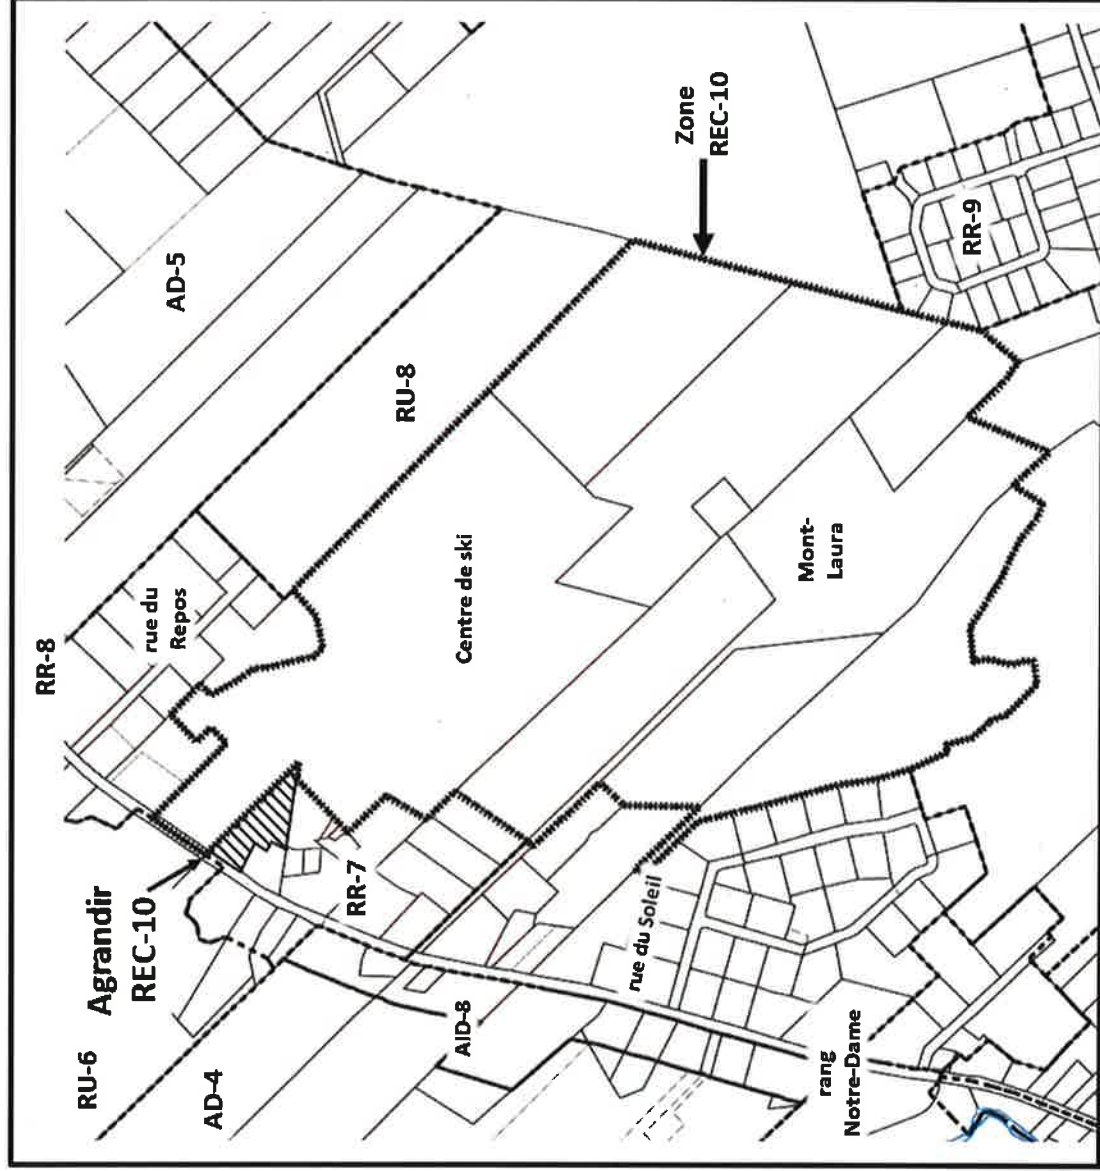 Zone
REC-10
RR-9
AD-5
RU-8
RR-8
rue du
Repos
Centre de ski
Mont-
Laura
Agrandir
REC-10
RR-7
rue du Soleil
RU-6
AD-4
AID-8
rang
Notre-Dame